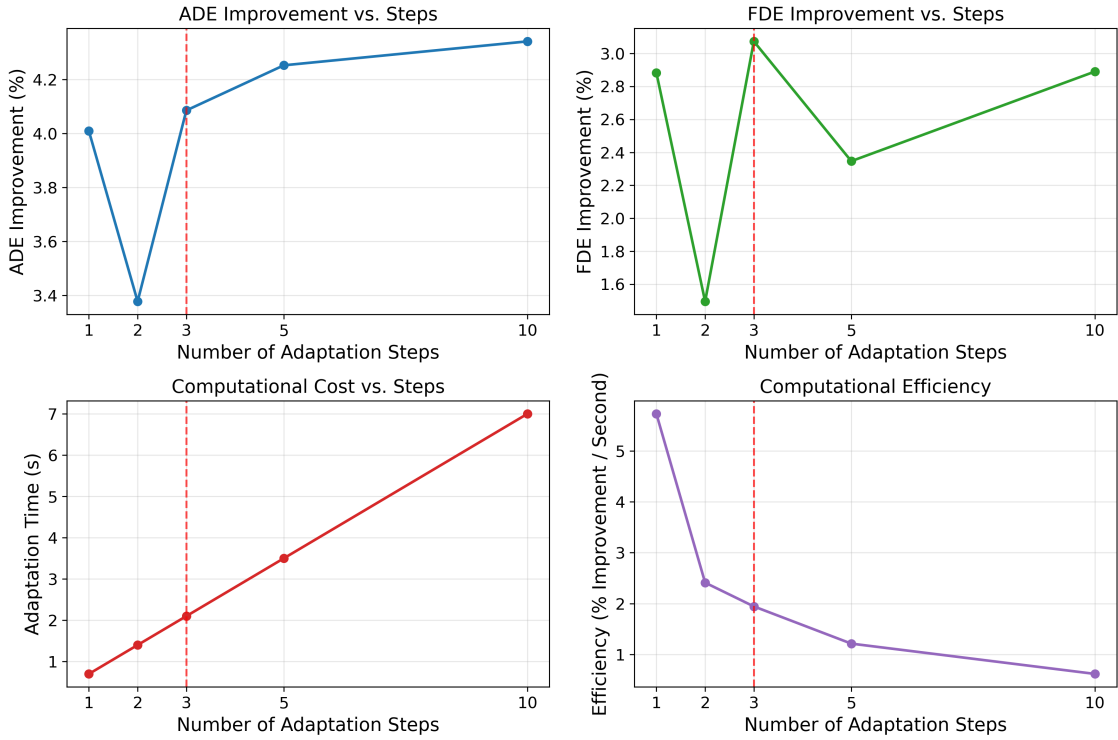 ADE Improvement vs. Steps
ADE Improvement (%)
4.2
4.0
3.8
3.6
3.4
1 2 3 5 10
Number of Adaptation Steps
FDE Improvement vs. Steps
FDE Improvement (%)
3.0
2.8
2.6
2.4
2.2
2.0
1.8
1.6
1 2 3 5 10
Number of Adaptation Steps
Computational Cost vs. Steps
Adaptation Time (s)
7
6
5
4
3
2
1
1 2 3 5 10
Number of Adaptation Steps
Computational Efficiency
Efficiency (% Improvement / Second)
5
4
3
2
1
1 2 3 5 10
Number of Adaptation Steps